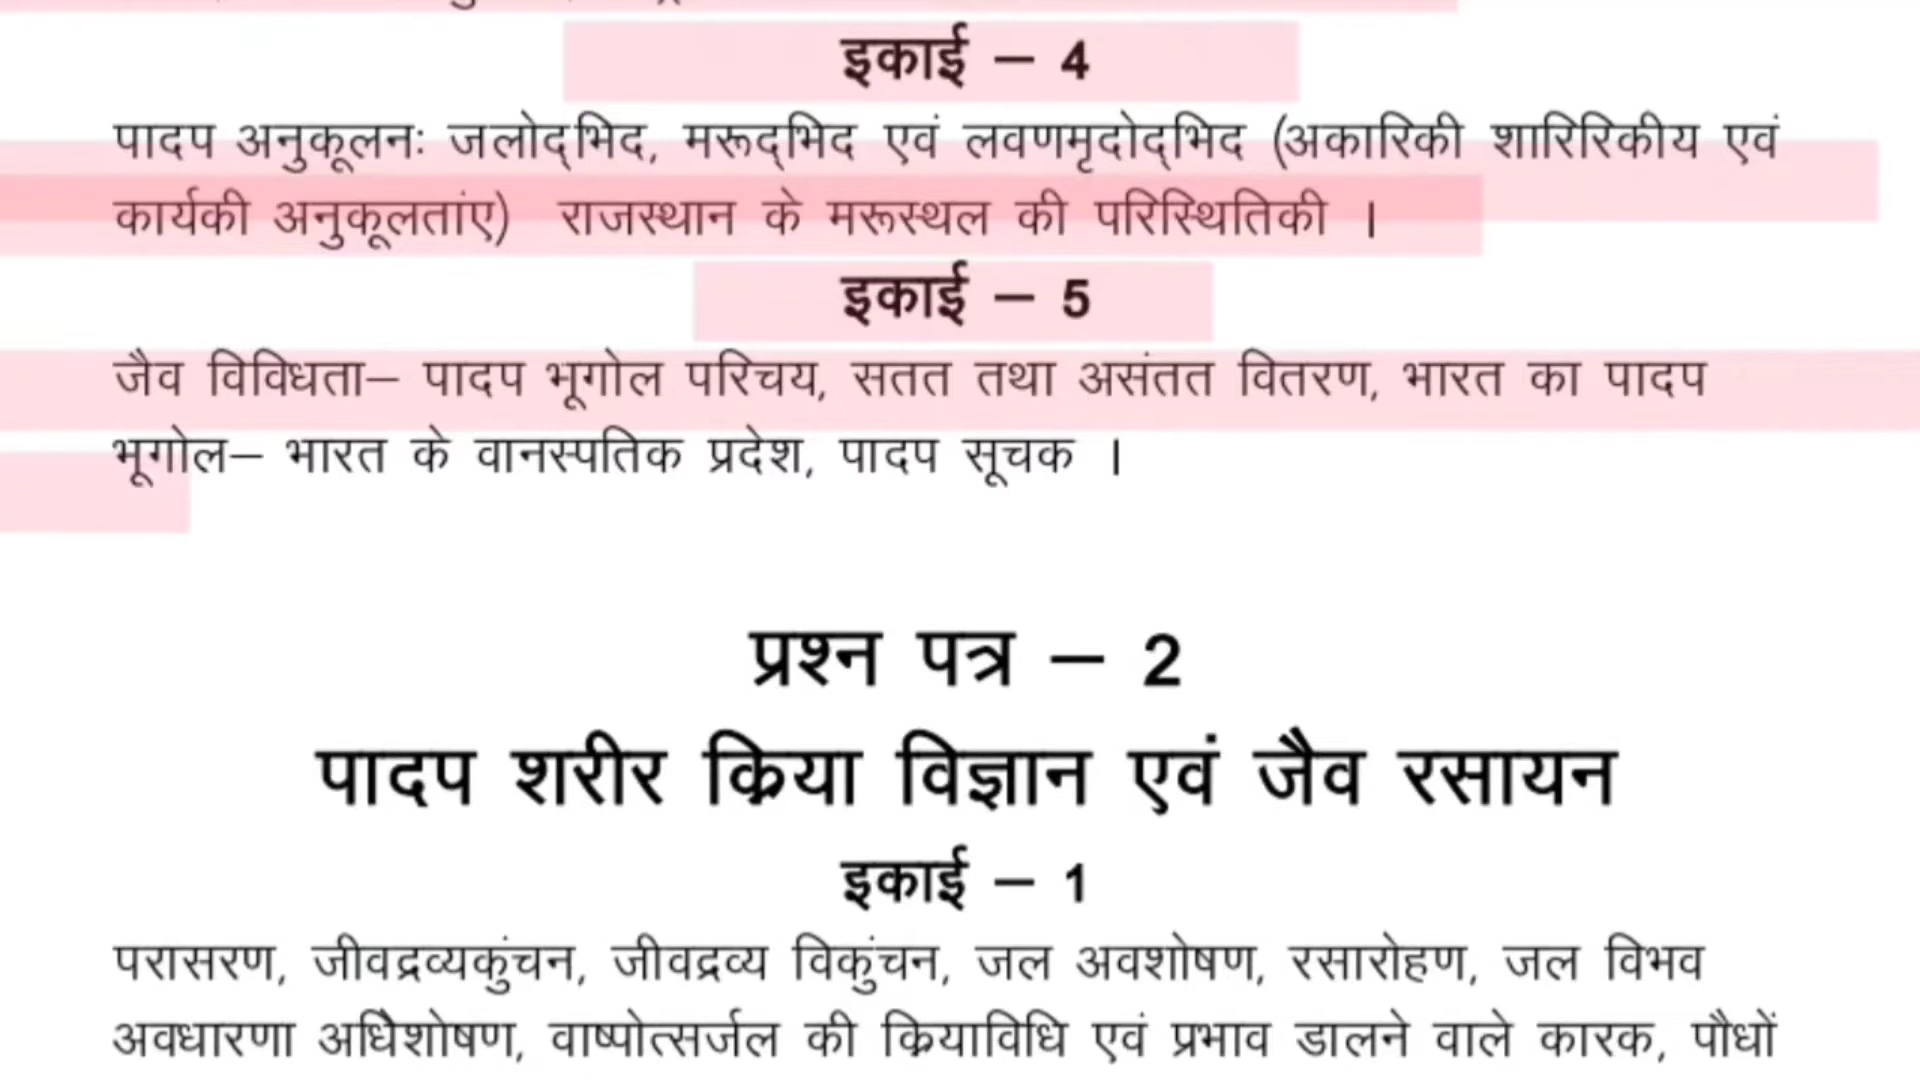 इकाई – 4
पादप अनुकूलनः जलोद्भिद, मरूद्भिद एवं लवणमृदोद्भिद (अकारिकी शारिरिकीय एवं
कार्यकी अनुकूलतांए) राजस्थान के मरूस्थल की परिस्थितिकी ।
इकाई – 5
जैव विविधता– पादप भूगोल परिचय, सतत तथा असंतत वितरण, भारत का पादप
भूगोल– भारत के वानस्पतिक प्रदेश, पादप सूचक ।
प्रश्न पत्र – 2
पादप शरीर क्रिया विज्ञान एवं जैव रसायन
इकाई – 1
परासरण, जीवद्रव्यकुंचन, जीवद्रव्य विकुंचन, जल अवशोषण, रसारोहण, जल विभव
अवधारणा अधिशोषण, वाष्पोत्सर्जल की क्रियाविधि एवं प्रभाव डालने वाले कारक, पौधों